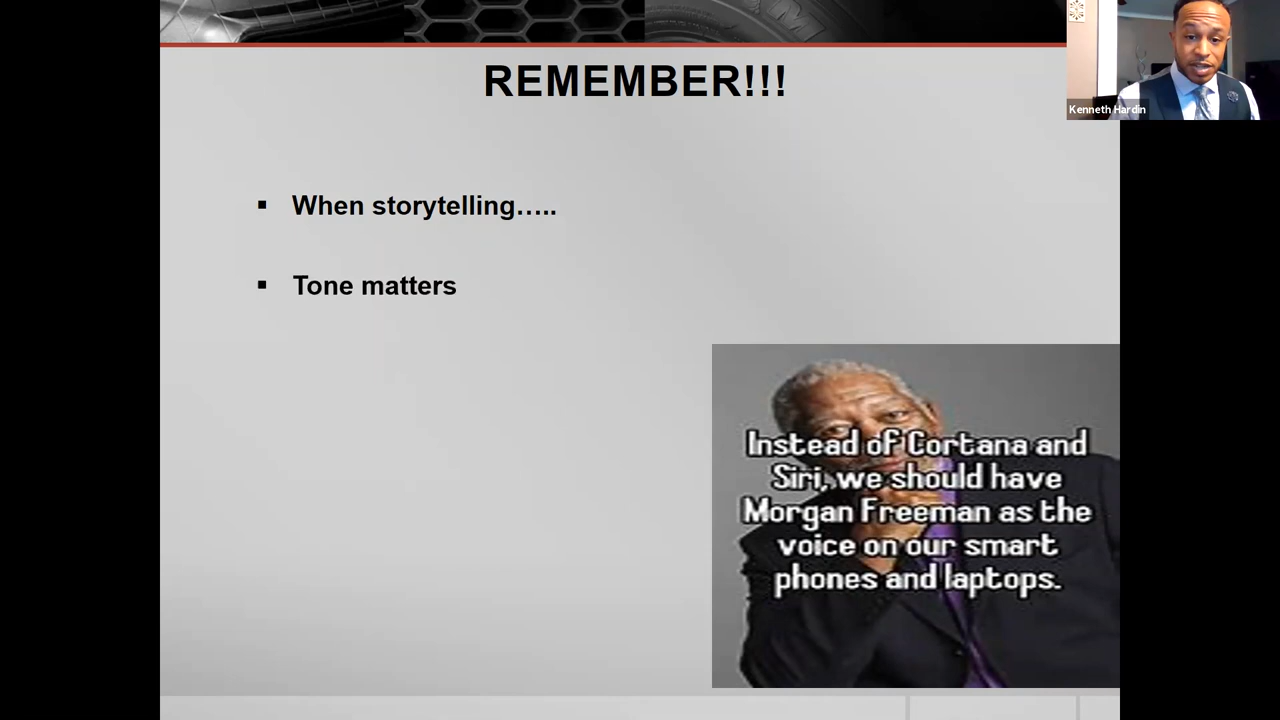 REMEMBER!!!
Kenneth Hardin
▪ When storytelling…..
▪ Tone matters
Instead of Cortana and
Siri, we should have
Morgan Freeman as the
voice on our smart
phones and laptops.